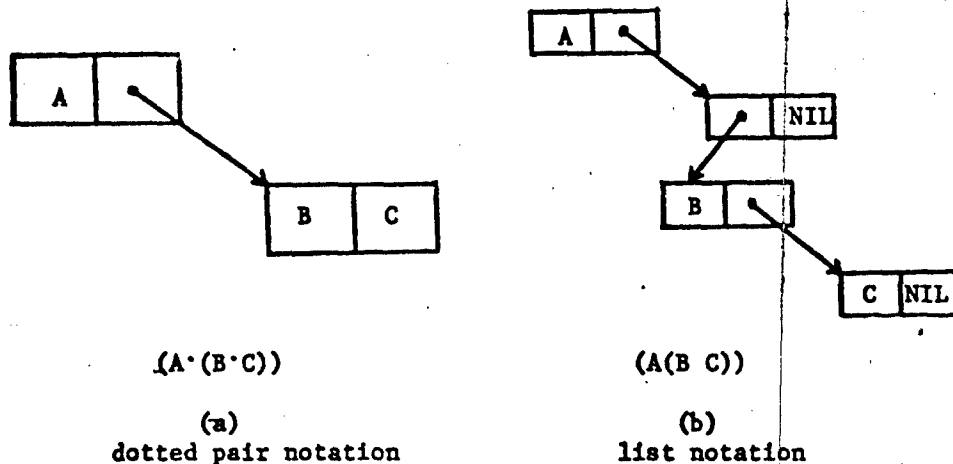 A
B C
(A·(B·C))
(a)
dotted pair notation
A
NIL
B
C NIL
(A(B C))
(b)
list notation